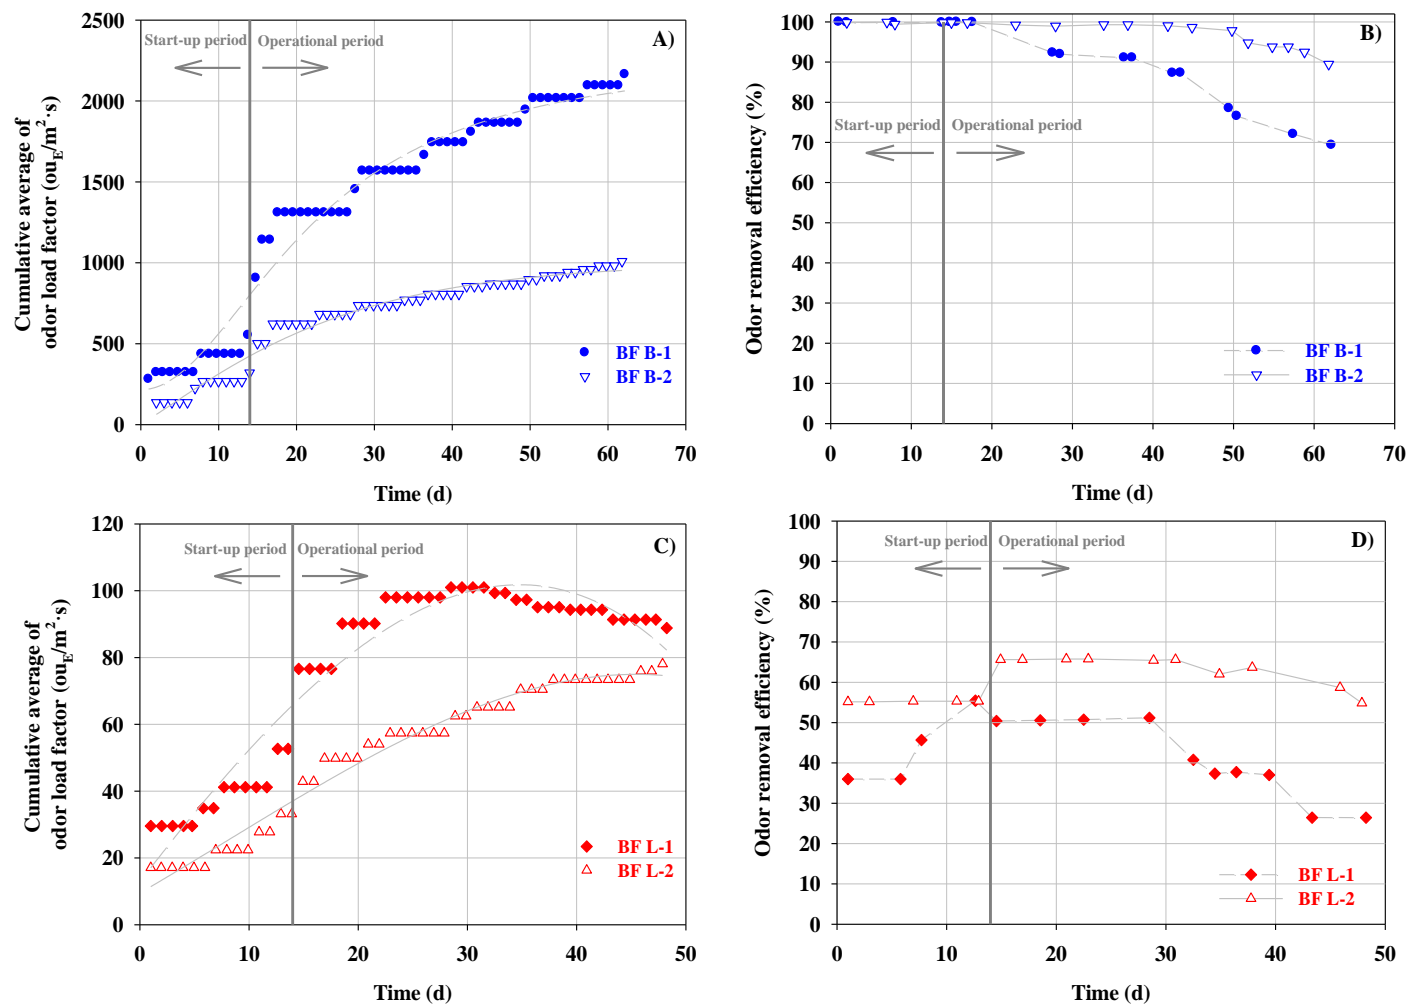 A)
Start-up period
Operational period
2500
2000
1500
1000
500
0
0 10 20 30 40 50 60 70
Cumulative average of
odor load factor (ouE/m²·s)
Time (d)
BF B-1
BF B-2
B)
Start-up period
Operational period
100
90
80
70
60
50
40
30
20
10
0
0 10 20 30 40 50 60 70
Odor removal efficiency (%)
Time (d)
BF B-1
BF B-2
C)
Start-up period
Operational period
120
100
80
60
40
20
0
0 10 20 30 40 50
Cumulative average of
odor load factor (ouE/m²·s)
Time (d)
BF L-1
BF L-2
D)
Start-up period
Operational period
100
90
80
70
60
50
40
30
20
10
0
0 10 20 30 40 50
Odor removal efficiency (%)
Time (d)
BF L-1
BF L-2